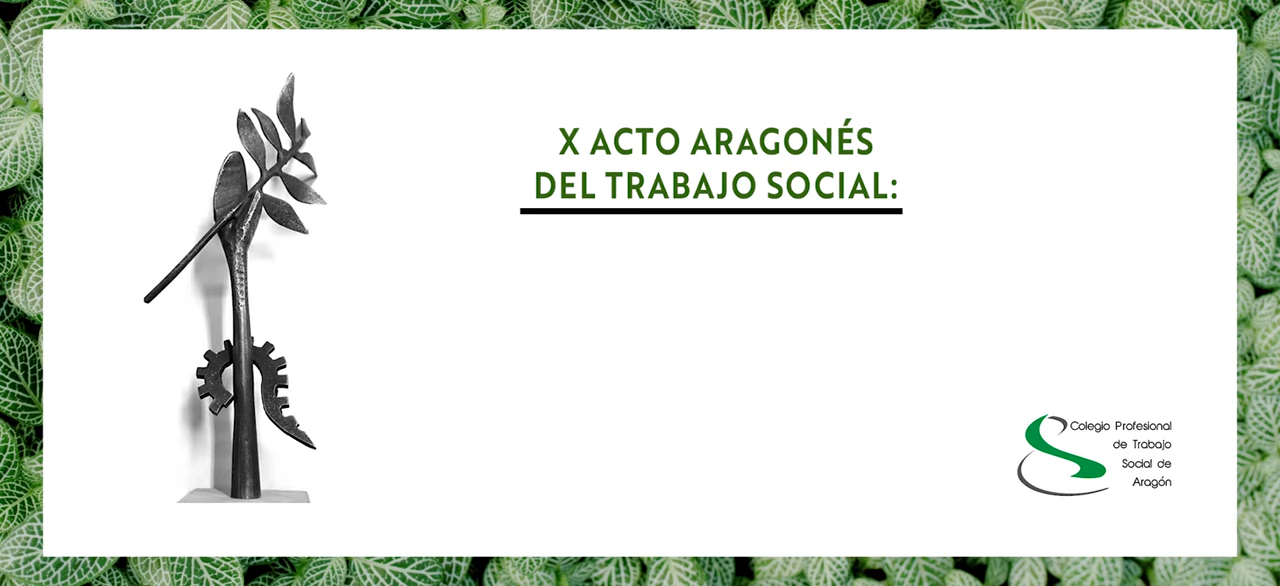 X ACTO ARAGONÉS
DEL TRABAJO SOCIAL:
Colegio Profesional
de Trabajo
Social de
Aragón